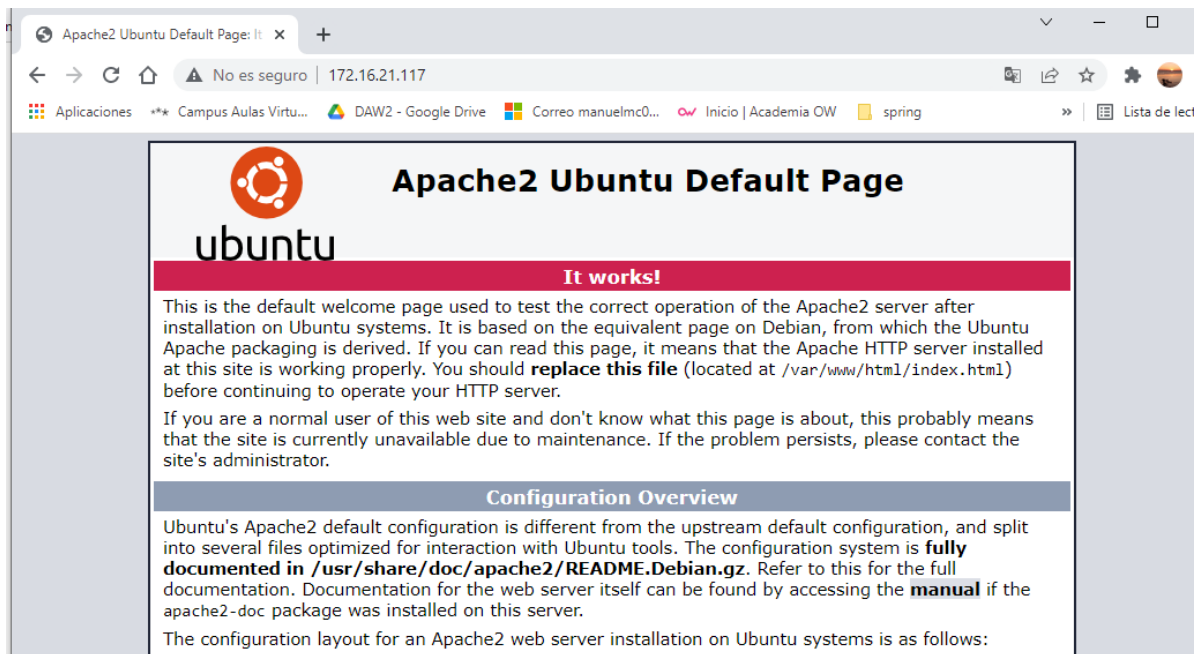 Apache2 Ubuntu Default Page: It
No es seguro | 172.16.21.117
Aplicaciones Campus Aulas Virtu... DAW2 - Google Drive Correo manuelmc0... Inicio | Academia OW spring » Lista de lect
Apache2 Ubuntu Default Page
ubuntu
It works!
This is the default welcome page used to test the correct operation of the Apache2 server after
installation on Ubuntu systems. It is based on the equivalent page on Debian, from which the Ubuntu
Apache packaging is derived. If you can read this page, it means that the Apache HTTP server installed
at this site is working properly. You should replace this file (located at /var/www/html/index.html)
before continuing to operate your HTTP server.
If you are a normal user of this web site and don't know what this page is about, this probably means
that the site is currently unavailable due to maintenance. If the problem persists, please contact the
site's administrator.
Configuration Overview
Ubuntu's Apache2 default configuration is different from the upstream default configuration, and split
into several files optimized for interaction with Ubuntu tools. The configuration system is fully
documented in /usr/share/doc/apache2/README.Debian.gz. Refer to this for the full
documentation. Documentation for the web server itself can be found by accessing the manual if the
apache2-doc package was installed on this server.
The configuration layout for an Apache2 web server installation on Ubuntu systems is as follows: